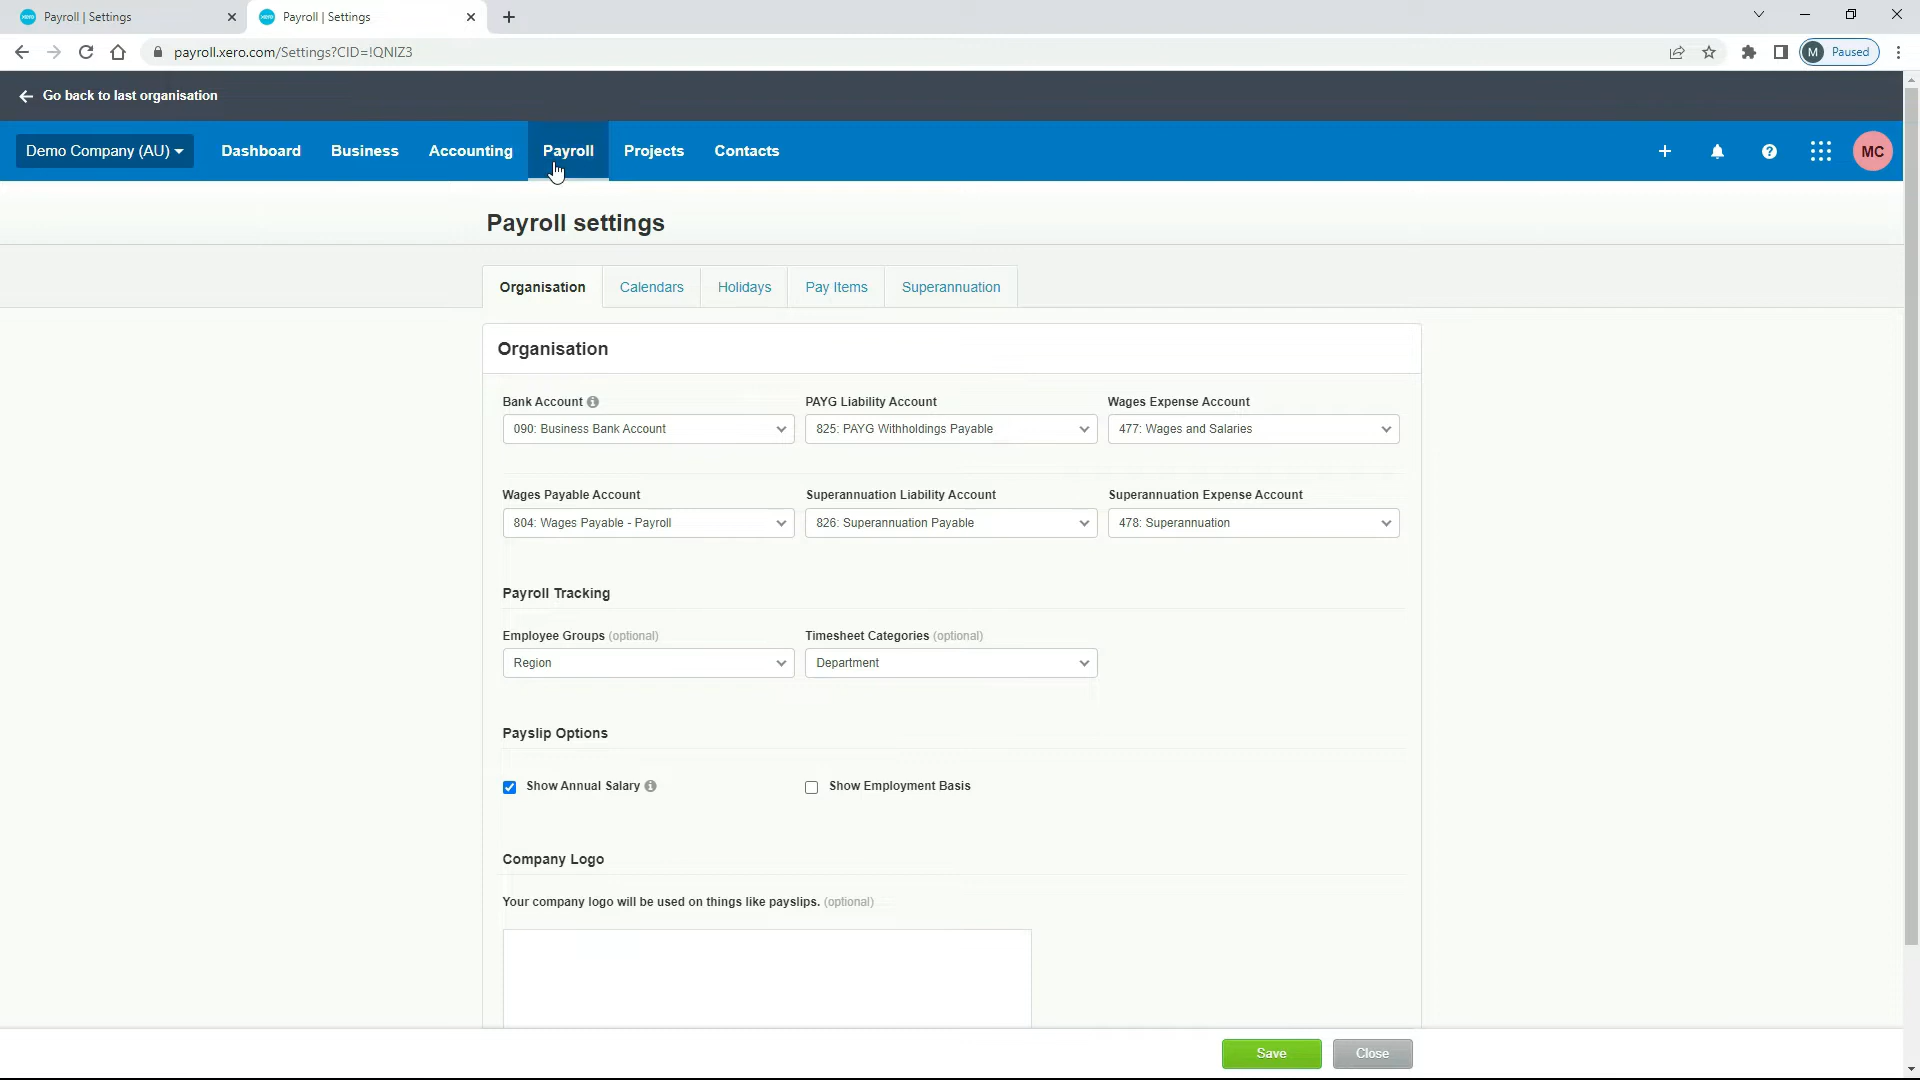 Payroll | Settings
Payroll | Settings
payroll.xero.com/Settings?CID=!QNIZ3
M Paused
Go back to last organisation
Demo Company (AU) Dashboard Business Accounting Payroll Projects Contacts MC
Payroll settings
Organisation Calendars Holidays Pay Items Superannuation
Organisation
Bank Account PAYG Liability Account Wages Expense Account
090: Business Bank Account 825: PAYG Withholdings Payable 477: Wages and Salaries
Wages Payable Account Superannuation Liability Account Superannuation Expense Account
804: Wages Payable - Payroll 826: Superannuation Payable 478: Superannuation
Payroll Tracking
Employee Groups (optional) Timesheet Categories (optional)
Region Department
Payslip Options
Show Annual Salary Show Employment Basis
Company Logo
Your company logo will be used on things like payslips. (optional)
Save Close